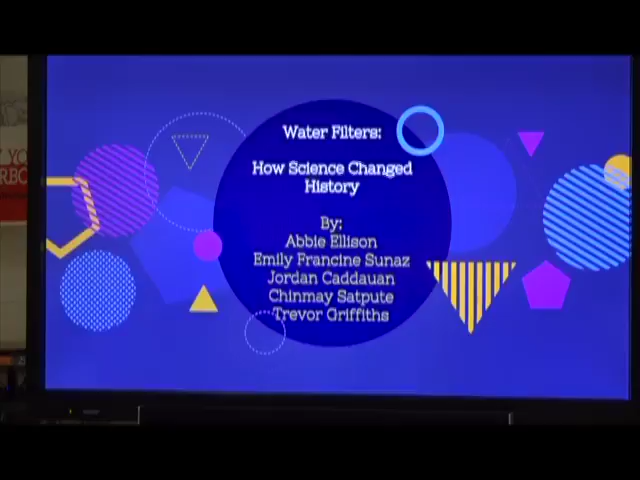 Water Filters:
How Science Changed
History
By:
Abbie Ellison
Emily Francine Sunaz
Jordan Caddauan
Chinmay Satpute
Trevor Griffiths